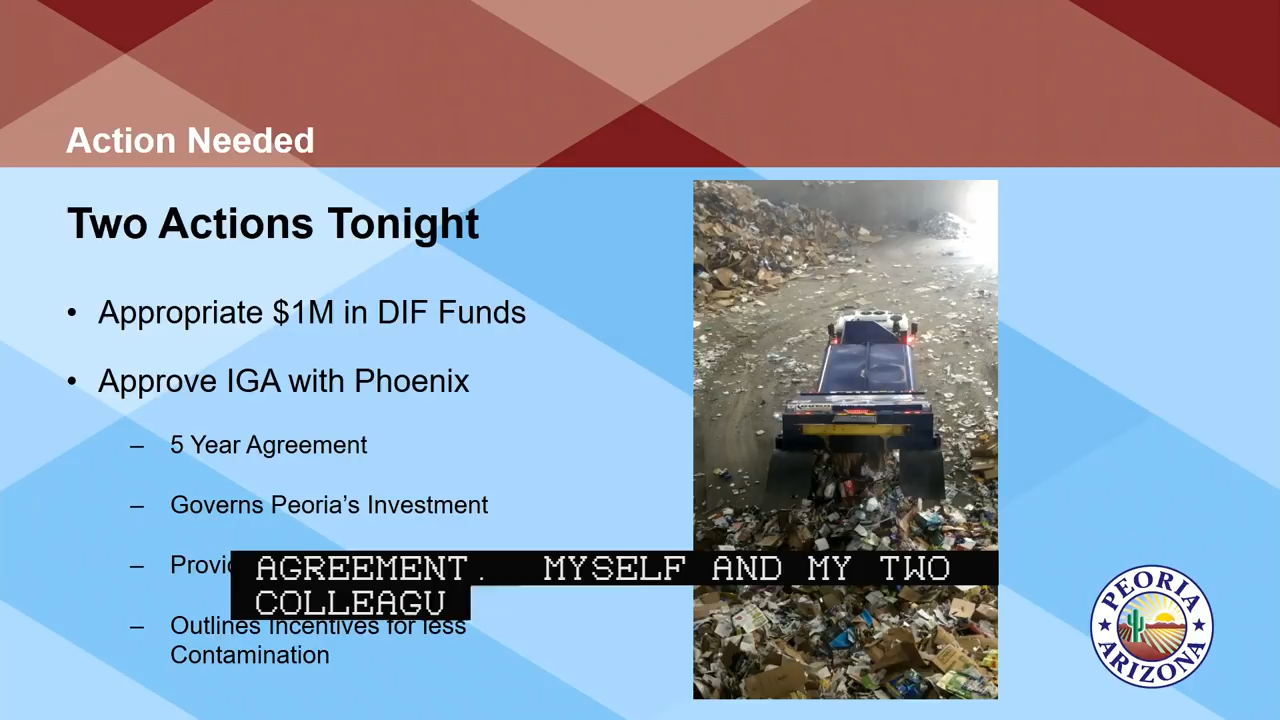 Action Needed
Two Actions Tonight
• Appropriate $1M in DIF Funds
• Approve IGA with Phoenix
– 5 Year Agreement
– Governs Peoria's Investment
–
AGREEMENT. MYSELF AND MY TWO
COLLEAGU
– Outlines Incentives for less
Contamination
PEORIA
ARIZONA